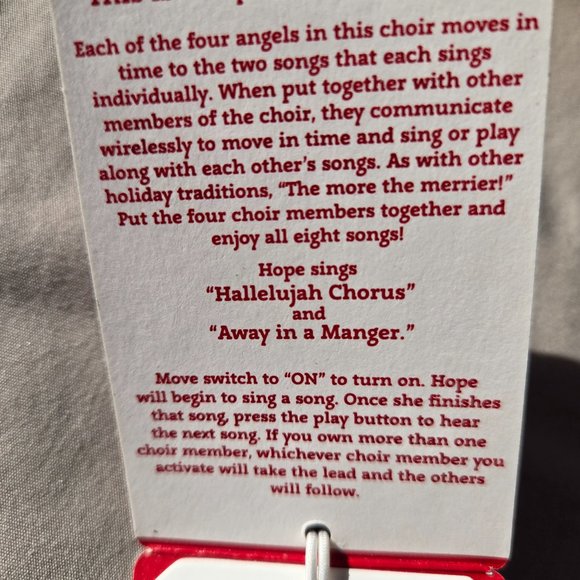 Each of the four angels in this choir moves in
time to the two songs that each sings
individually. When put together with other
members of the choir, they communicate
wirelessly to move in time and sing or play
along with each other's songs. As with other
holiday traditions, “The more the merrier!”
Put the four choir members together and
enjoy all eight songs!
Hope sings
“Hallelujah Chorus”
and
“Away in a Manger.”
Move switch to “ON” to turn on. Hope
will begin to sing a song. Once she finishes
that song, press the play button to hear
the next song. If you own more than one
choir member, whichever choir member you
activate will take the lead and the others
will follow.